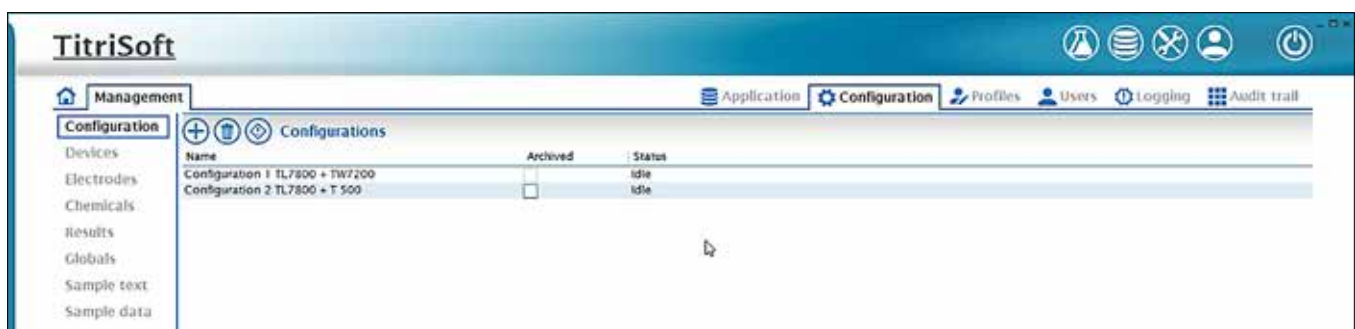 TitriSoft
Management
Application Configuration Profiles Users Logging Audit trail
Configuration
Devices
Electrodes
Chemicals
Results
Globals
Sample text
Sample data
Configurations
Name Archived Status
Configuration 1 TL7800 + TW7200 Idle
Configuration 2 TL7800 + T 500 Idle